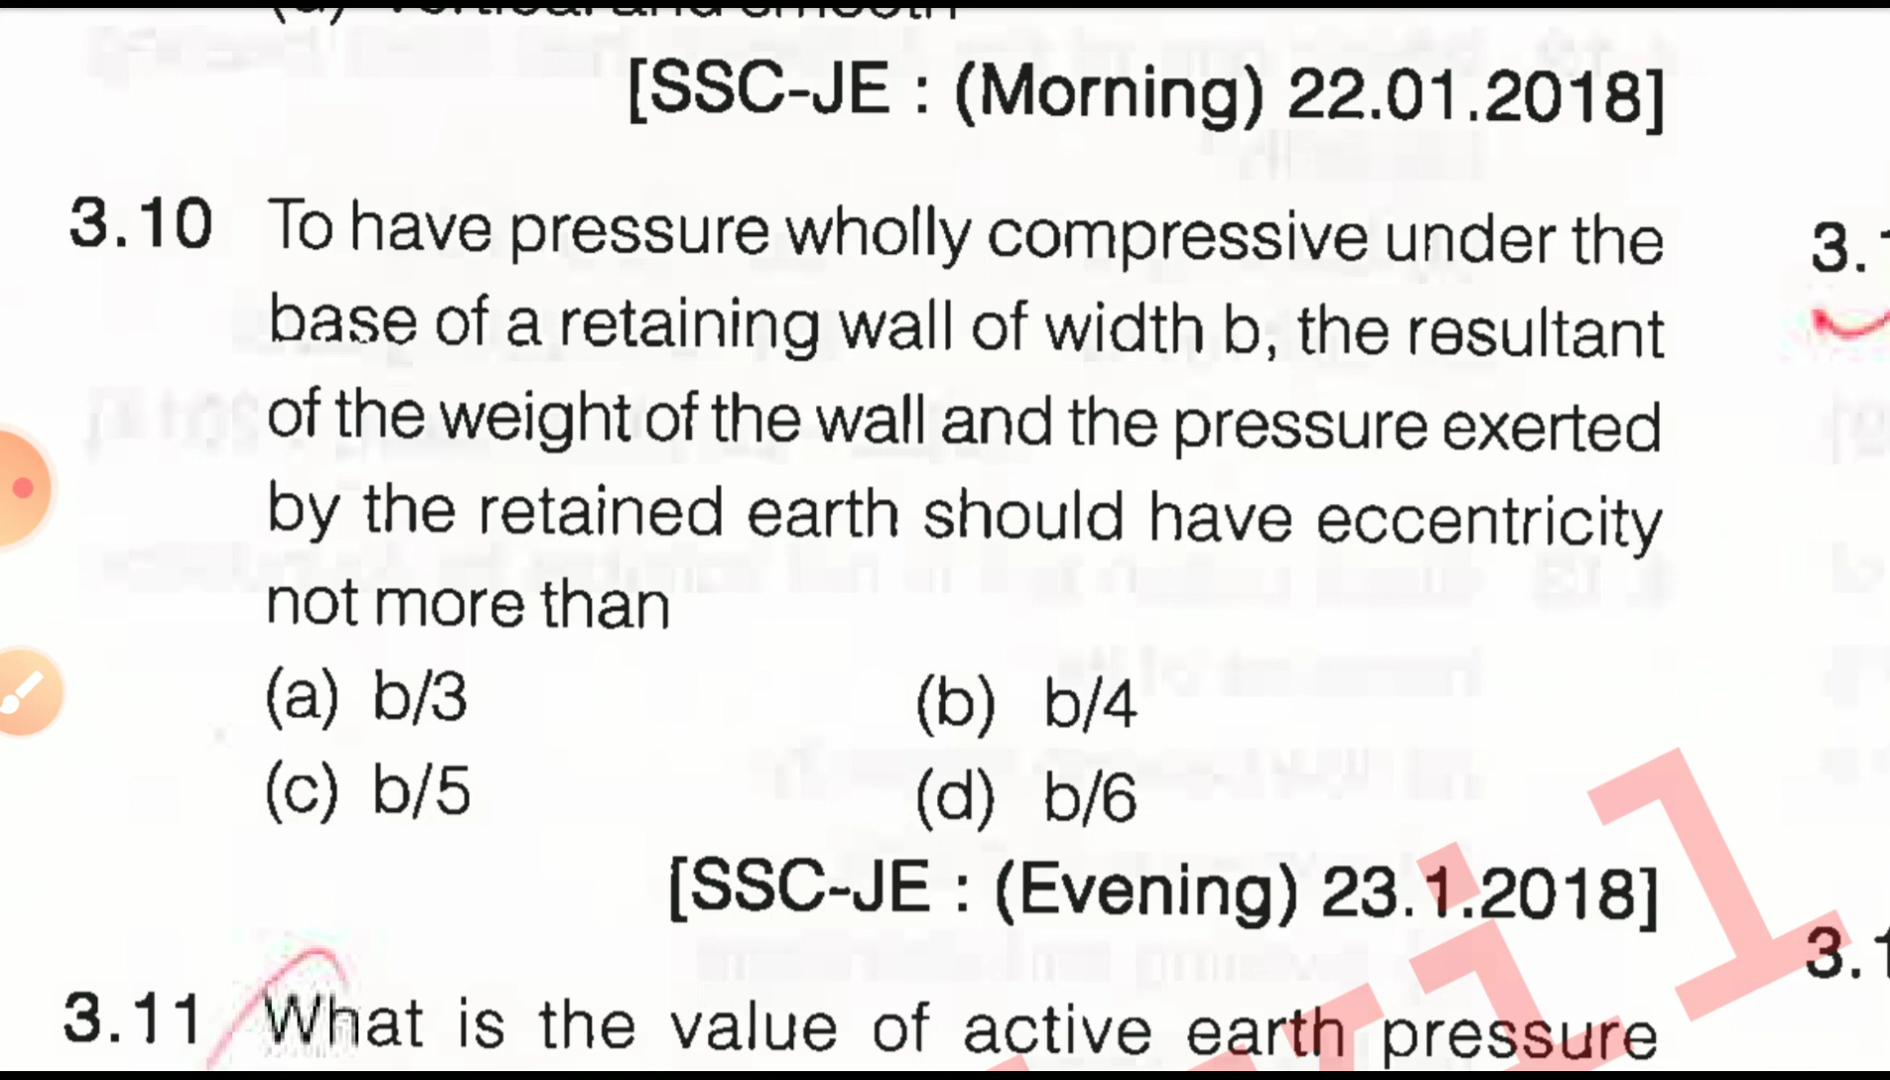 (d) vertical and smooth
[SSC-JE : (Morning) 22.01.2018]
3.10 To have pressure wholly compressive under the
base of a retaining wall of width b, the resultant
of the weight of the wall and the pressure exerted
by the retained earth should have eccentricity
not more than
(a) b/3 (b) b/4
(c) b/5 (d) b/6
[SSC-JE : (Evening) 23.1.2018]
3.11 What is the value of active earth pressure